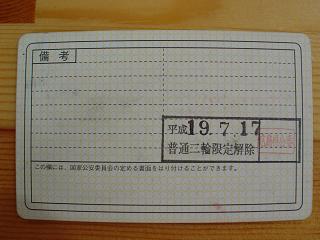 備考
平成19.7.17
普通二輪限定解除
この欄には、国家公安委員会の定める書面をはり付けることができます。